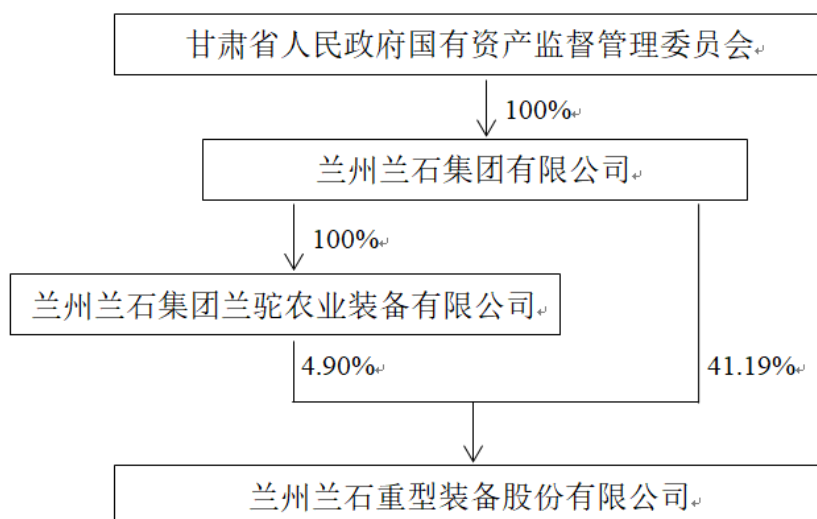 甘肃省人民政府国有资产监督管理委员会
100%
兰州兰石集团有限公司
100%
兰州兰石集团兰驼农业装备有限公司
4.90%
41.19%
兰州兰石重型装备股份有限公司